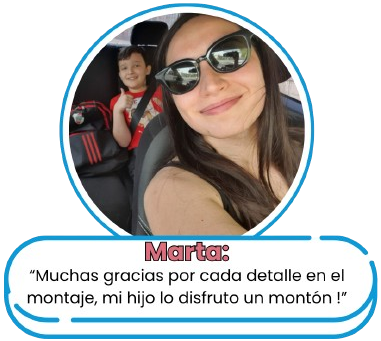 Marta:
“Muchas gracias por cada detalle en el
montaje, mi hijo lo disfruto un montón !”